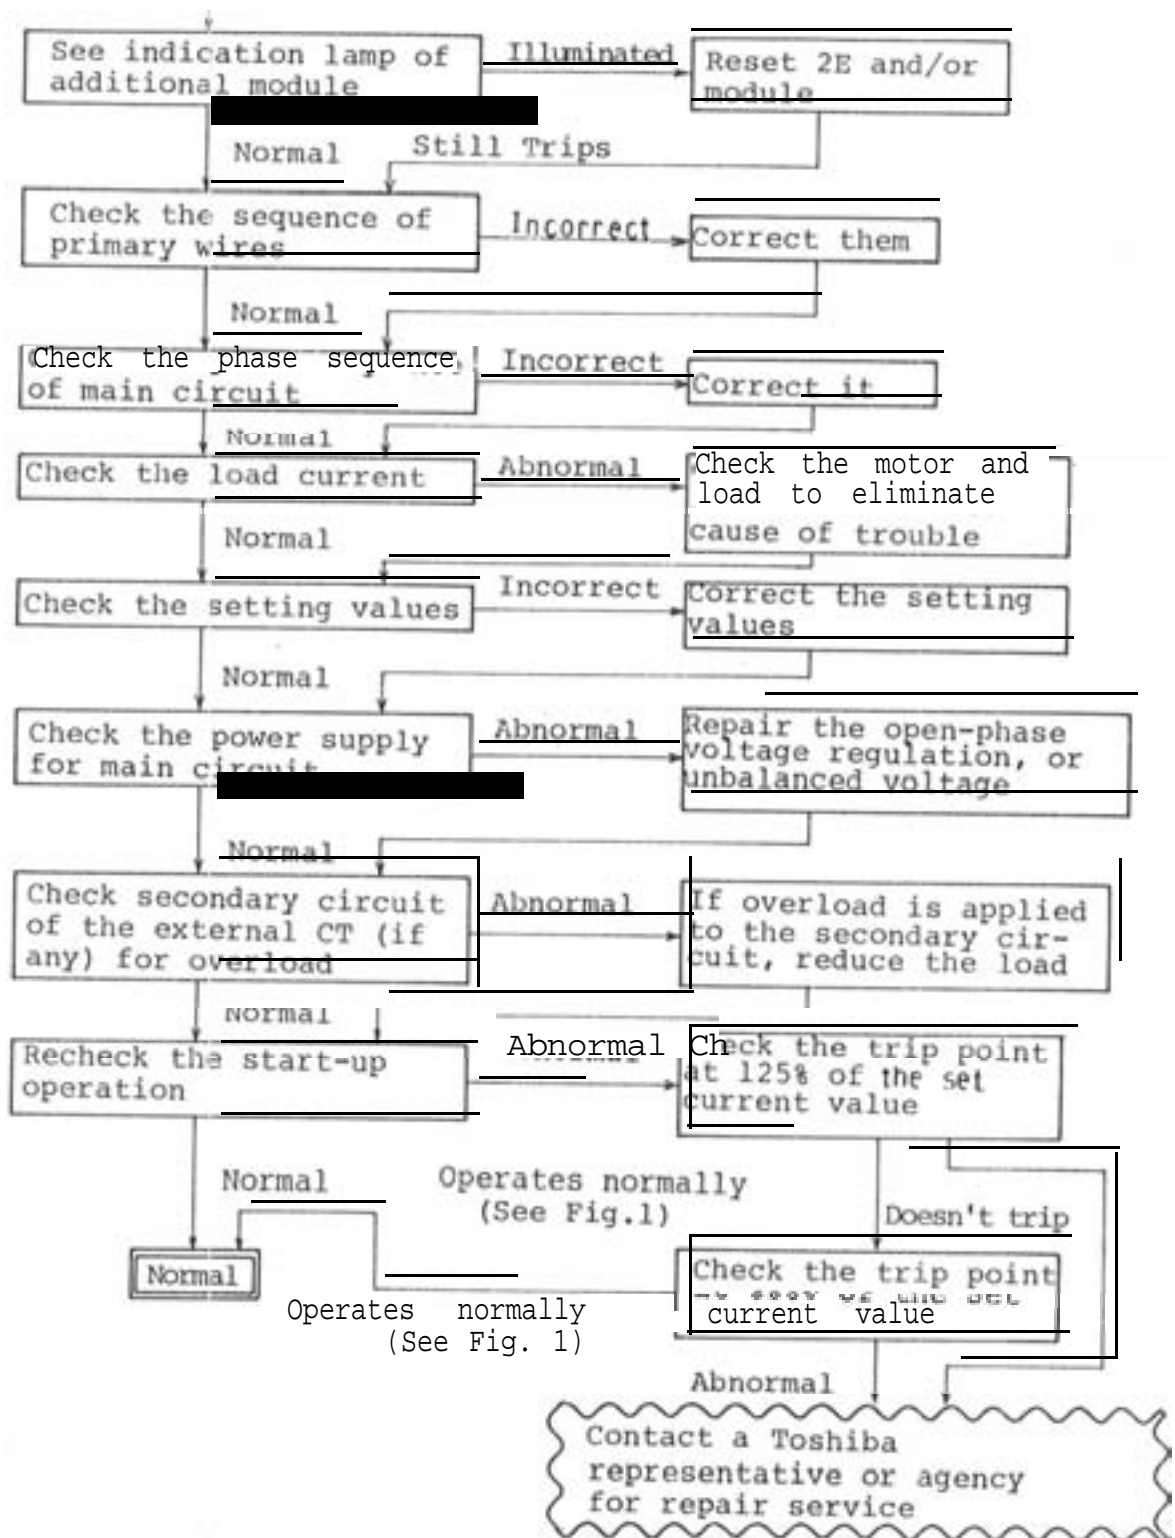 See indication lamp of
additional module
Illuminated
Reset 2E and/or
module
Normal
Still Trips
Check the sequence of
primary wires
Incorrect
Correct them
Normal
Check the phase sequence
of main circuit
Incorrect
Correct it
Normal
Check the load current
Abnormal
Check the motor and
load to eliminate
cause of trouble
Normal
Check the setting values
Incorrect
Correct the setting
values
Normal
Check the power supply
for main circuit
Abnormal
Repair the open-phase
voltage regulation, or
unbalanced voltage
Normal
Check secondary circuit
of the external CT (if
any) for overload
Abnormal
If overload is applied
to the secondary cir-
cuit, reduce the load
Normal
Recheck the start-up
operation
Abnormal
Check the trip point
at 125% of the set
current value
Normal
Operates normally
(See Fig.1)
Doesn't trip
Normal
Check the trip point
of the set
current value
Operates normally
(See Fig. 1)
Abnormal
Contact a Toshiba
representative or agency
for repair service